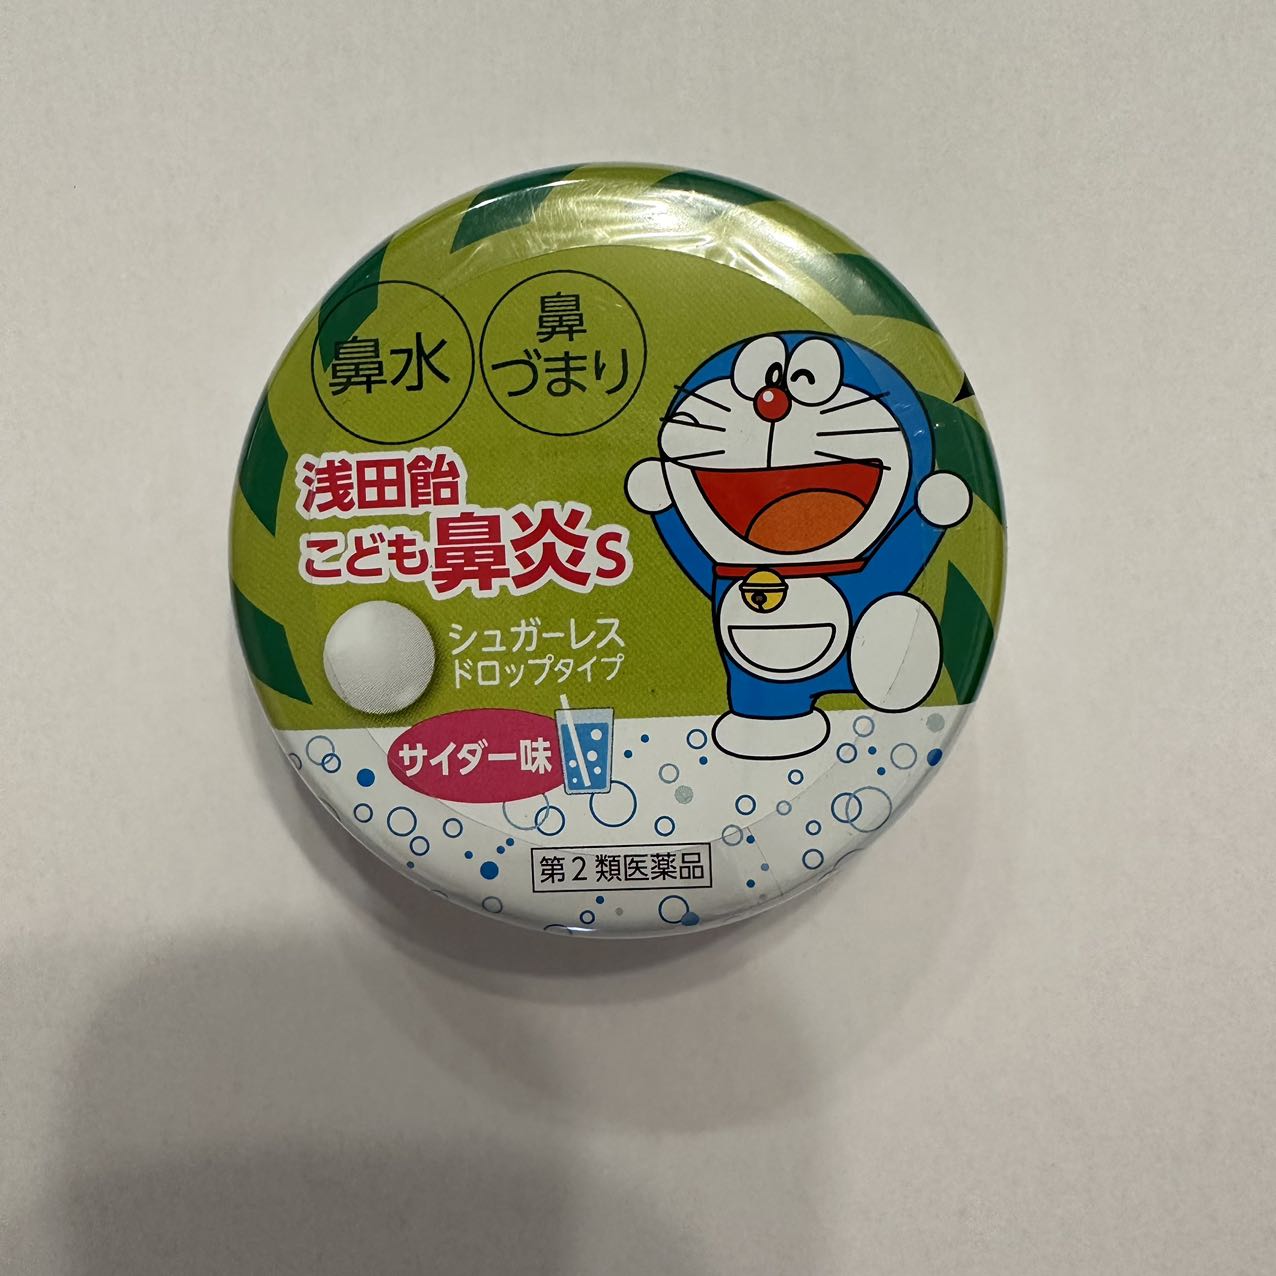 鼻水
鼻
づまり
浅田飴
こども鼻炎S
シュガーレス
ドロップタイプ
サイダー味
第2類医薬品